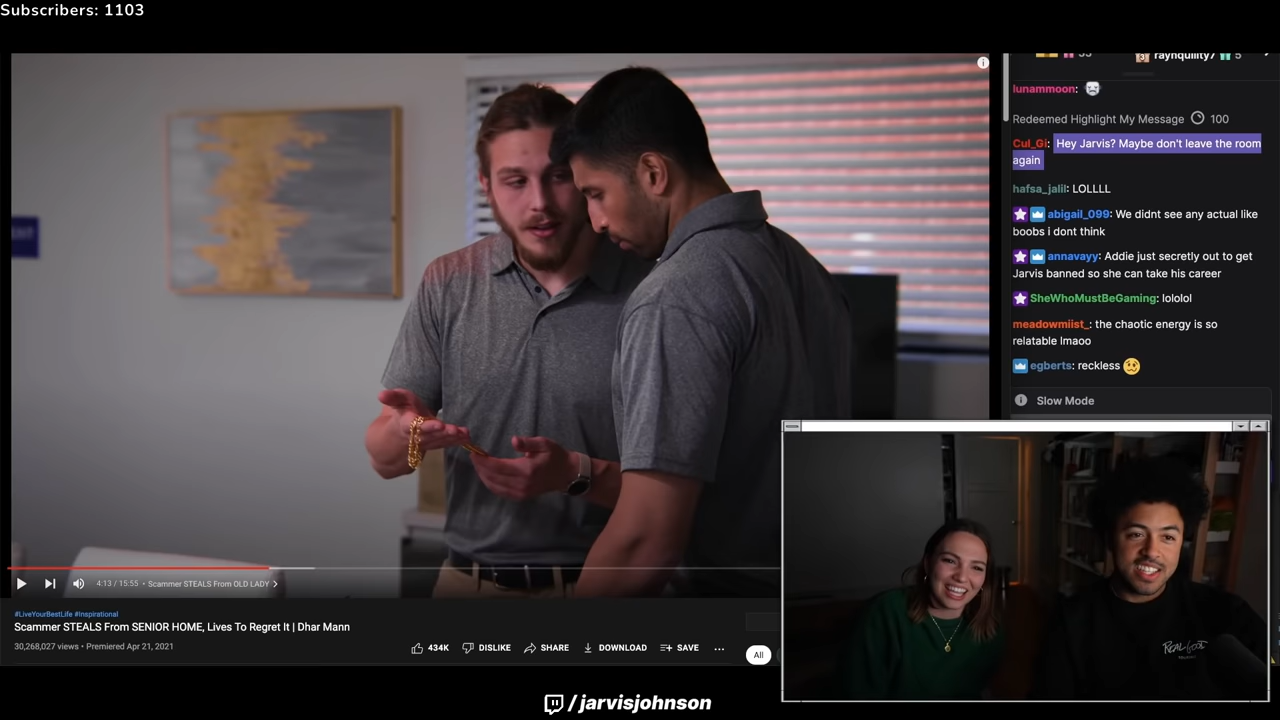 Subscribers: 1103
raynquility7 5
lunammoon:
Redeemed Highlight My Message 100
Cul_Gi: Hey Jarvis? Maybe don't leave the room
again
hafsa_jalil: LOLLLL
abigail_099: We didnt see any actual like
boobs i dont think
annavayy: Addie just secretly out to get
Jarvis banned so she can take his career
SheWhoMustBeGaming: lololol
meadowmiist_: the chaotic energy is so
relatable lmaoo
egberts: reckless
Slow Mode
4:13 / 15:55 • Scammer STEALS From OLD LADY
#LiveYourBestLife #Inspirational
Scammer STEALS From SENIOR HOME, Lives To Regret It | Dhar Mann
30,268,027 views • Premiered Apr 21, 2021
434K DISLIKE SHARE DOWNLOAD SAVE ...
All
/jarvisjohnson